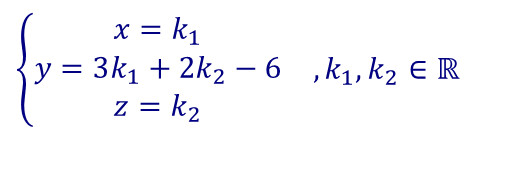 x = k₁
y = 3k₁ + 2k₂ − 6 , k₁, k₂ ∈ ℝ
z = k₂